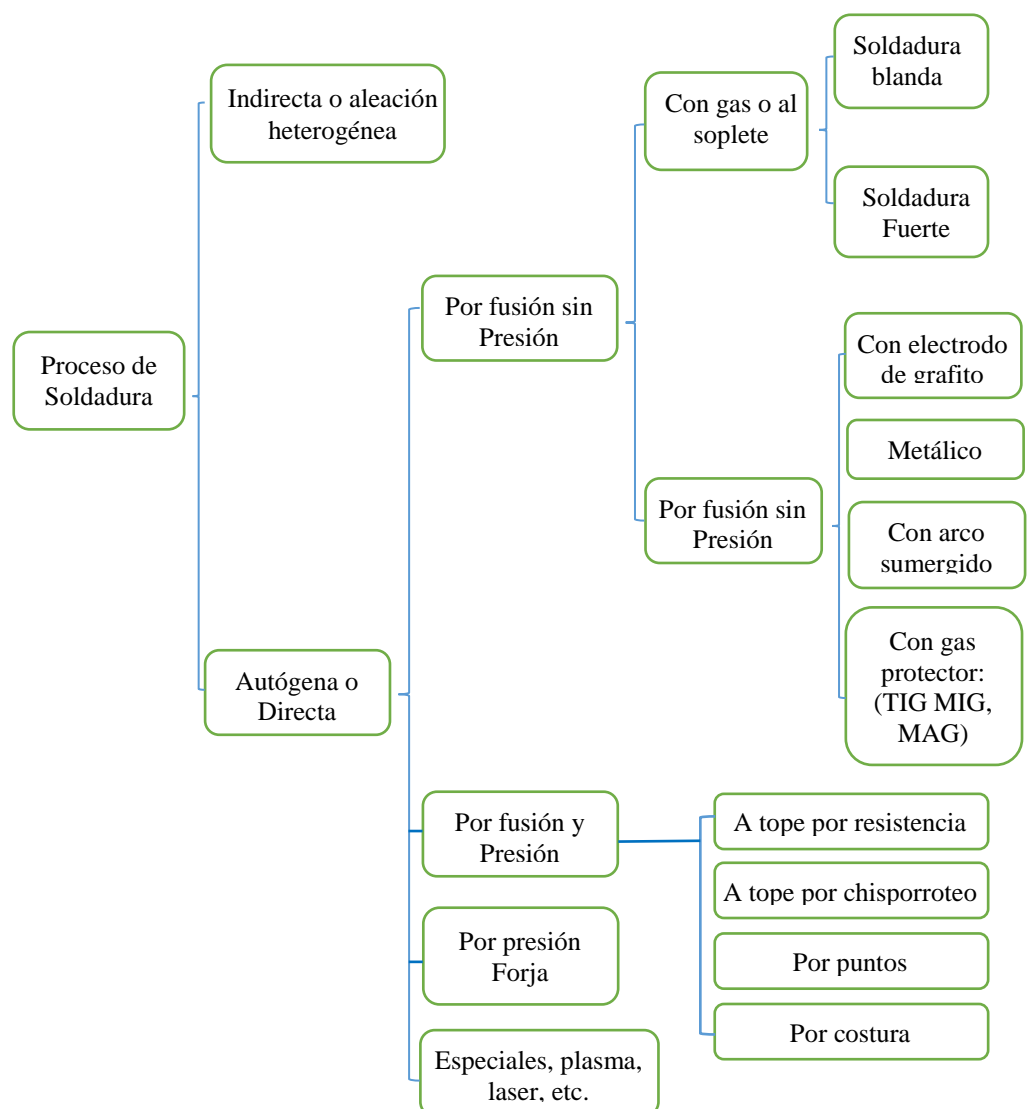 Proceso de
Soldadura
Indirecta o aleación
heterogénea
Autógena o
Directa
Por fusión sin
Presión
Con gas o al
soplete
Soldadura
blanda
Soldadura
Fuerte
Por fusión sin
Presión
Con electrodo
de grafito
Metálico
Con arco
sumergido
Con gas
protector:
(TIG MIG,
MAG)
Por fusión y
Presión
A tope por resistencia
A tope por chisporroteo
Por puntos
Por costura
Por presión
Forja
Especiales, plasma,
laser, etc.